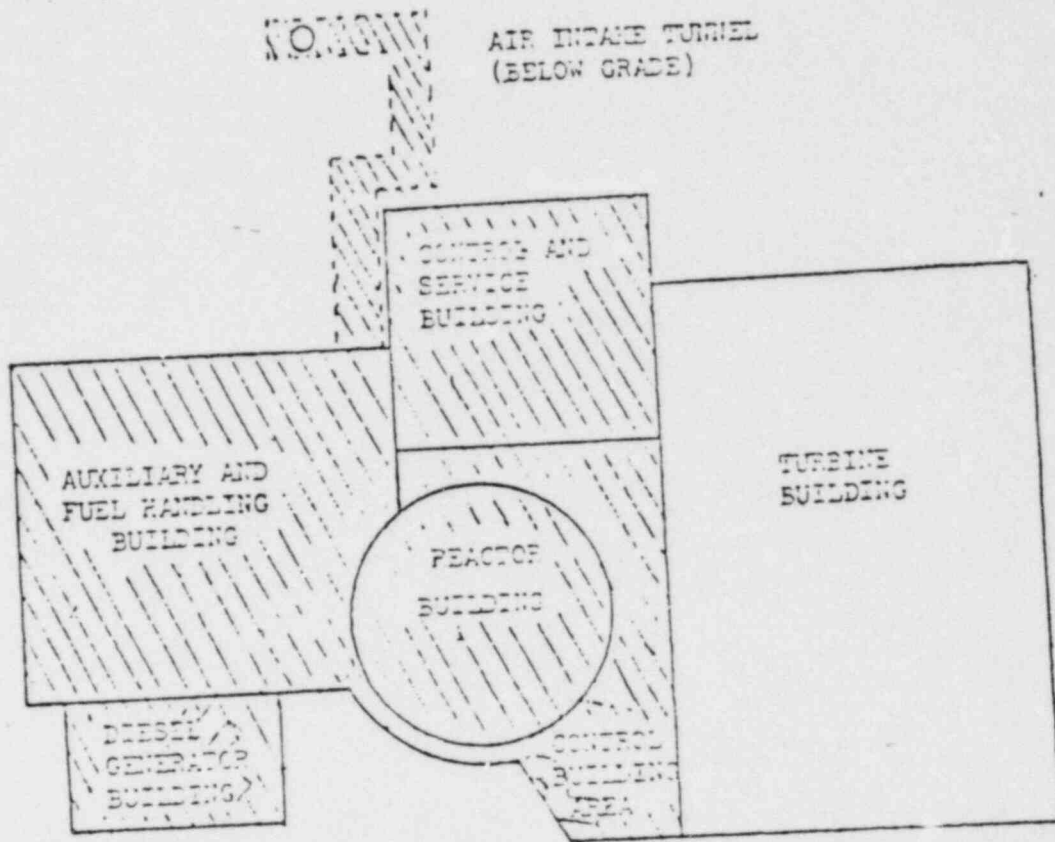 AIR INTAKE TUNNEL
(BELOW GRADE)
CONTROL AND
SERVICE
BUILDING
TURBINE
BUILDING
AUXILIARY AND
FUEL HANDLING
BUILDING
REACTOR
BUILDING
DIESEL
GENERATOR
BUILDING
CONTROL
BUILDING
AREA